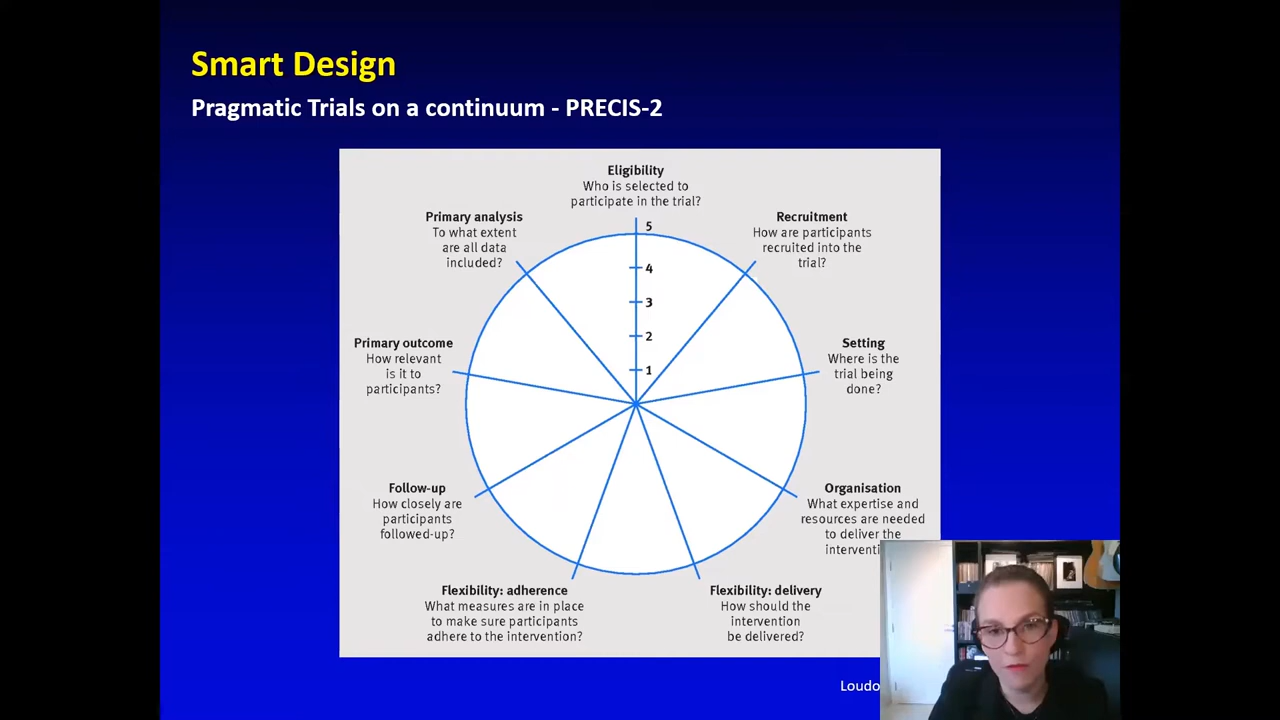 Smart Design
Pragmatic Trials on a continuum - PRECIS-2
Eligibility
Who is selected to
participate in the trial?
Primary analysis
To what extent
are all data
included?
Recruitment
How are participants
recruited into the
trial?
5
4
3
2
1
Primary outcome
How relevant
is it to
participants?
Setting
Where is the
trial being
done?
Follow-up
How closely are
participants
followed-up?
Organisation
What expertise and
resources are needed
to deliver the
Flexibility: adherence
What measures are in place
to make sure participants
adhere to the intervention?
Flexibility: delivery
How should the
intervention
be delivered?